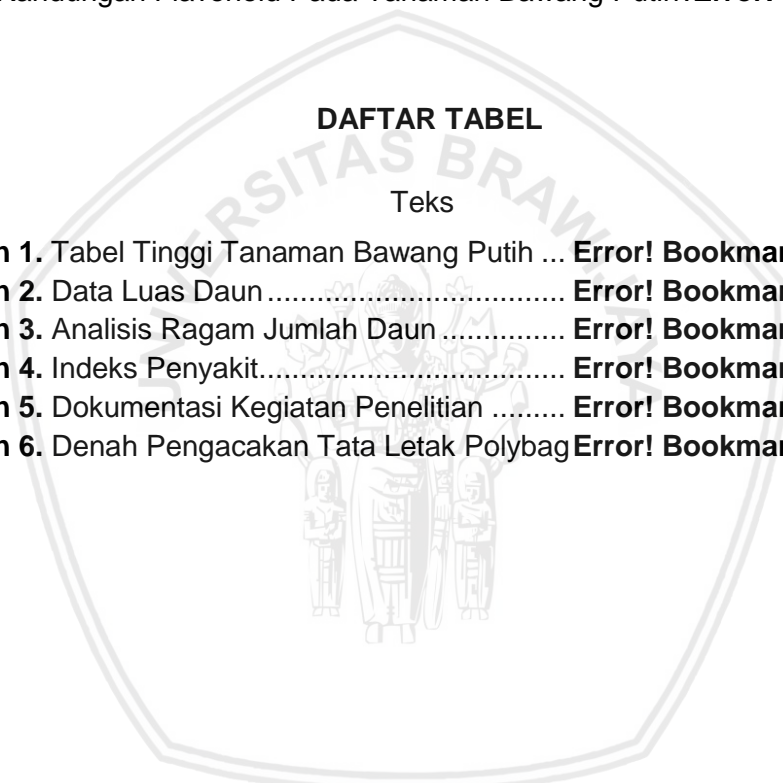 Kandungan Flavonoid Pada Tanaman Bawang Putih
DAFTAR TABEL
UNIVERSITAS BRAWIJAYA
Teks
n 1. Tabel Tinggi Tanaman Bawang Putih ... Error! Bookmar
n 2. Data Luas Daun .................................... Error! Bookmar
n 3. Analisis Ragam Jumlah Daun ............... Error! Bookmar
n 4. Indeks Penyakit..................................... Error! Bookmar
n 5. Dokumentasi Kegiatan Penelitian ......... Error! Bookmar
n 6. Denah Pengacakan Tata Letak Polybag Error! Bookmar